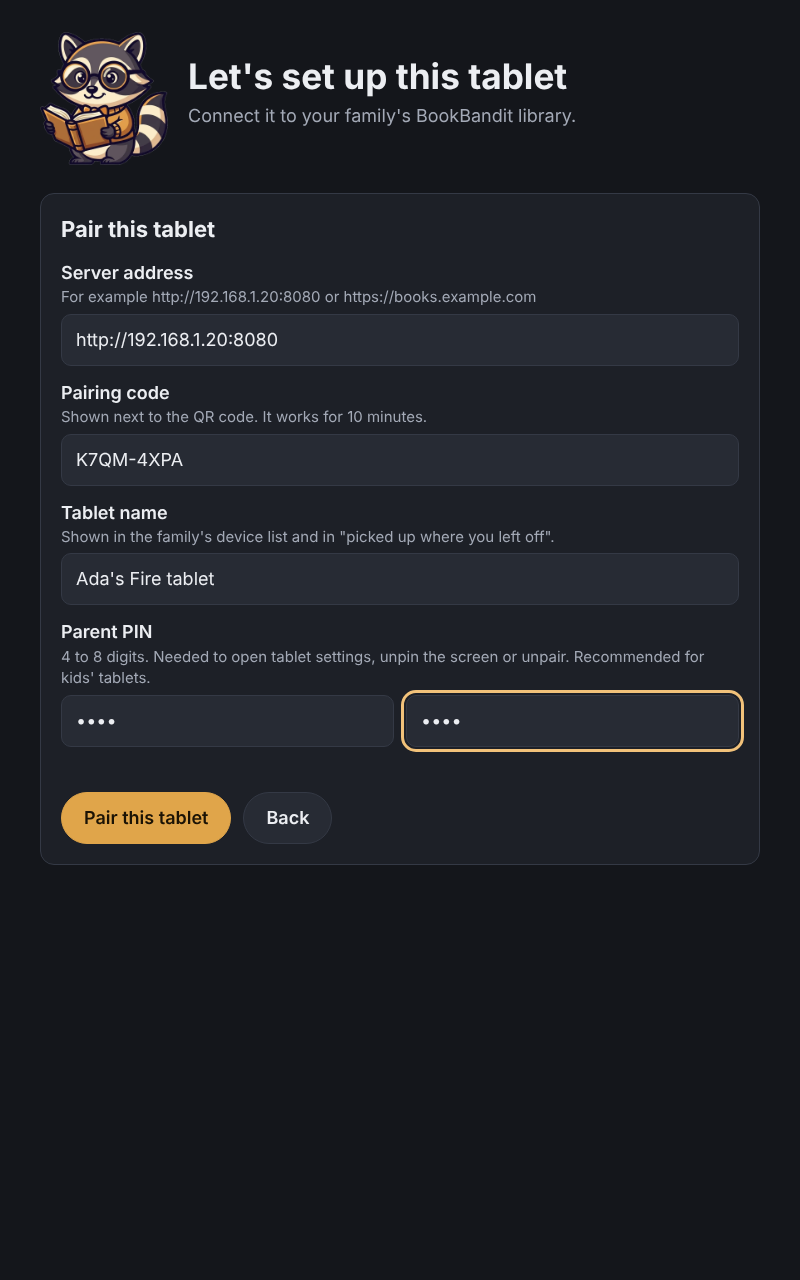 Let's set up this tablet
Connect it to your family's BookBandit library.
Pair this tablet
Server address
For example http://192.168.1.20:8080 or https://books.example.com
http://192.168.1.20:8080
Pairing code
Shown next to the QR code. It works for 10 minutes.
K7QM-4XPA
Tablet name
Shown in the family's device list and in "picked up where you left off".
Ada's Fire tablet
Parent PIN
4 to 8 digits. Needed to open tablet settings, unpin the screen or unpair. Recommended for
kids' tablets.
•••• ••••
Pair this tablet Back